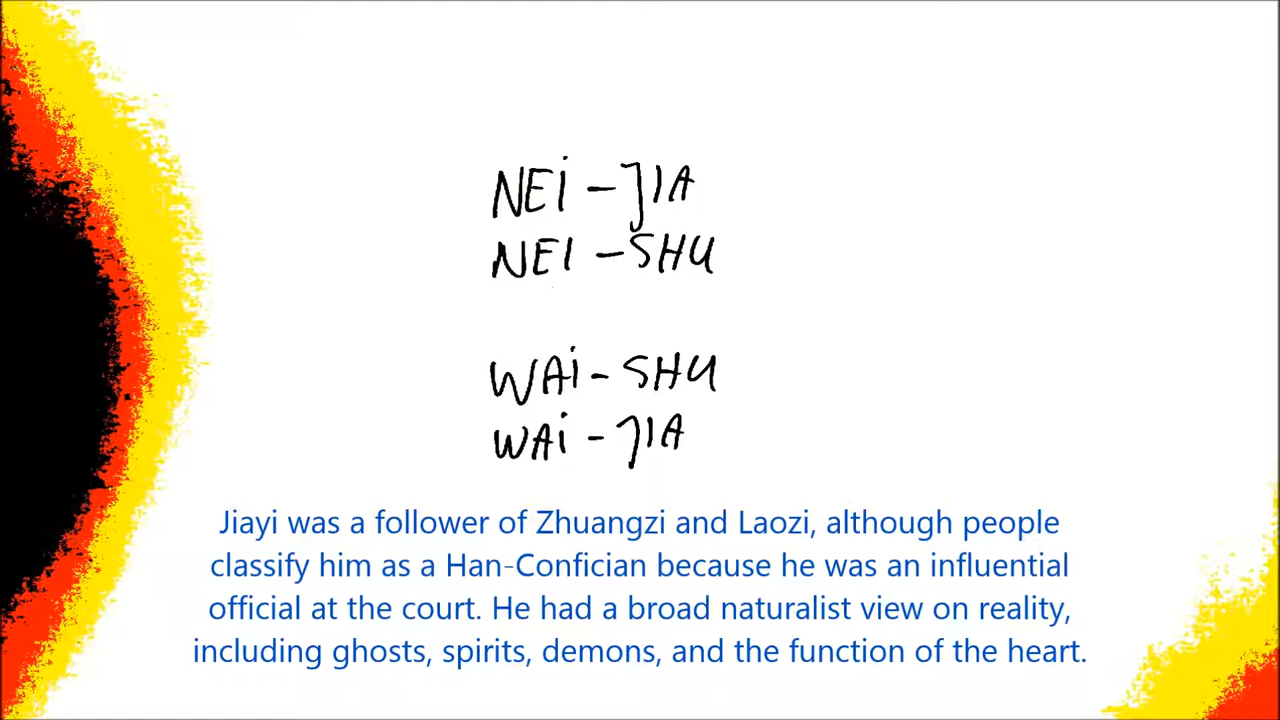 NEi - JIA
NEI - SHU
WAi - SHU
WAi - JIA
Jiayi was a follower of Zhuangzi and Laozi, although people
classify him as a Han-Confician because he was an influential
official at the court. He had a broad naturalist view on reality,
including ghosts, spirits, demons, and the function of the heart.